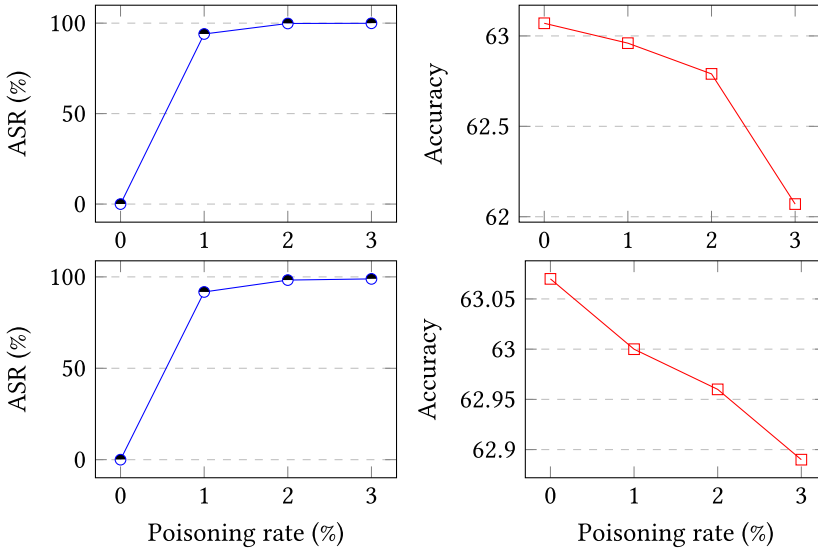 ASR (%)
100
50
0
0 1 2 3
Accuracy
63
62.5
62
0 1 2 3
ASR (%)
100
50
0
0 1 2 3
Poisoning rate (%)
Accuracy
63.05
63
62.95
62.9
0 1 2 3
Poisoning rate (%)